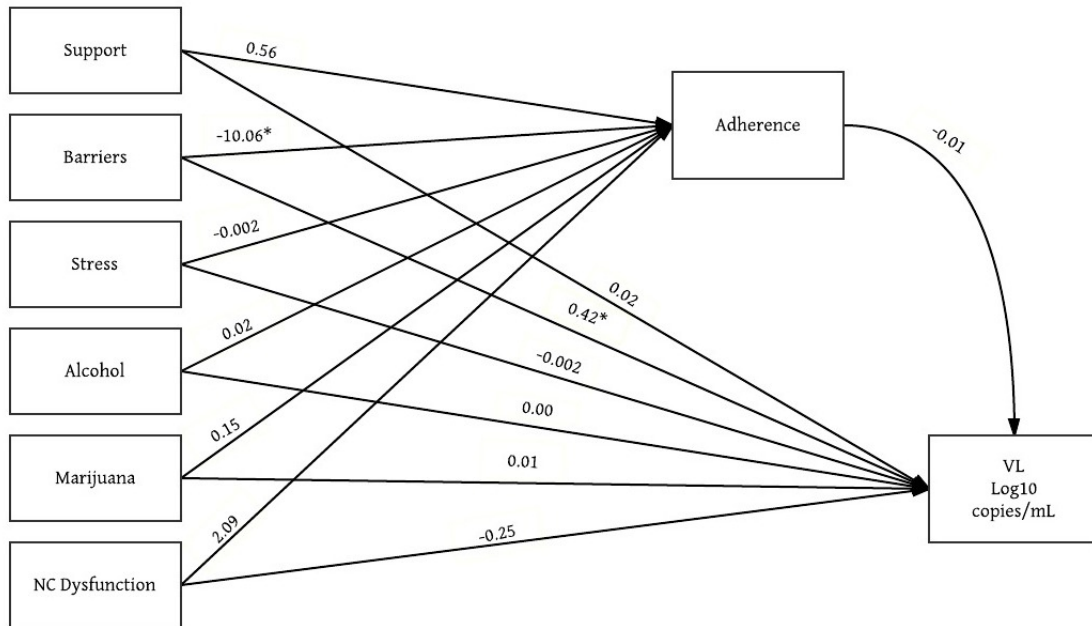 Support
0.56
Adherence
-0.01
Barriers
-10.06*
Stress
-0.002
0.02
0.42*
Alcohol
0.02
-0.002
0.00
Marijuana
0.15
0.01
VL
Log10
copies/mL
NC Dysfunction
2.09
-0.25